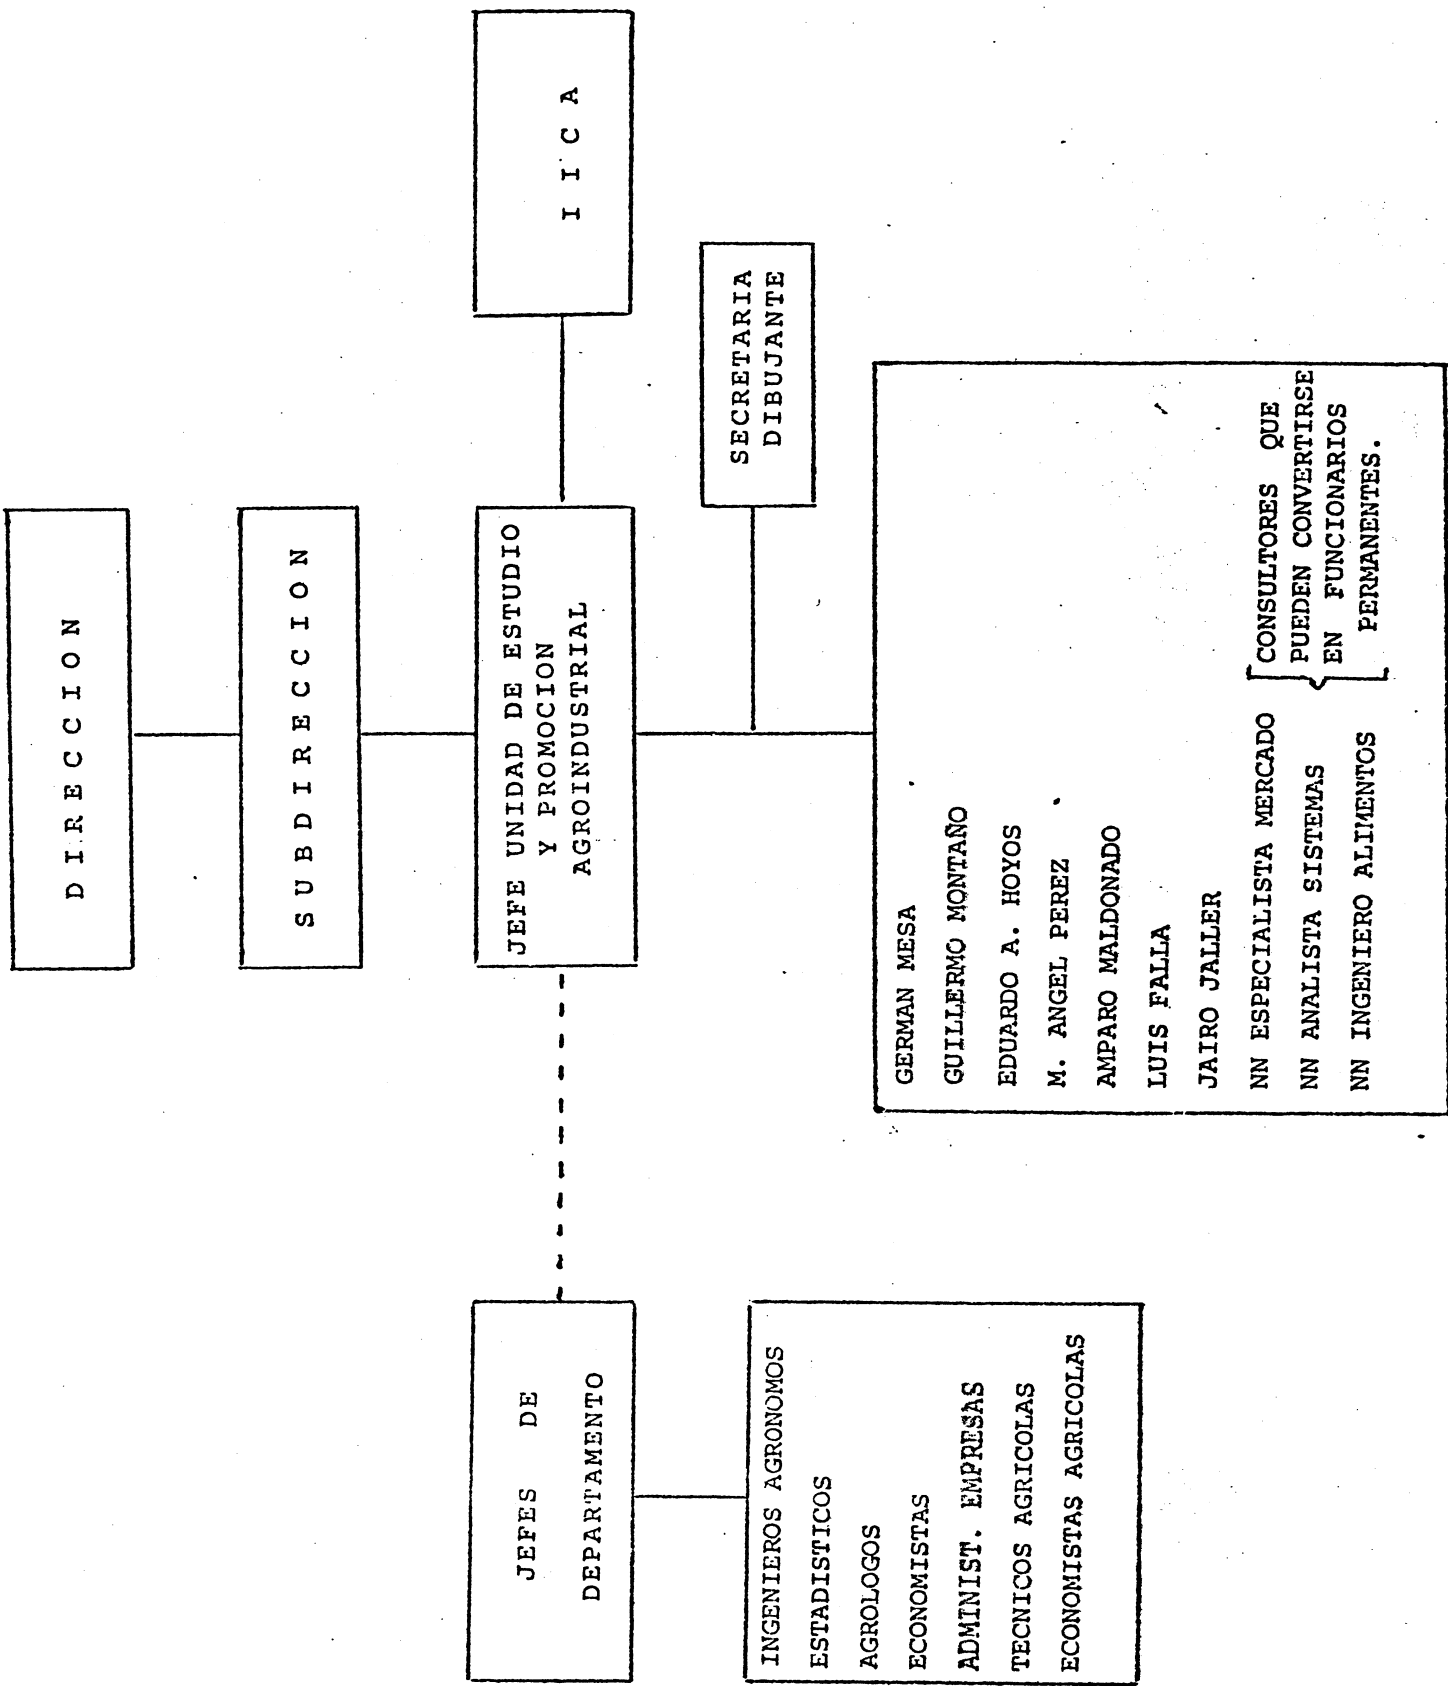 D I R E C C I O N
S U B D I R E C C I O N
JEFES DE
DEPARTAMENTO
JEFE UNIDAD DE ESTUDIO
Y PROMOCION
AGROINDUSTRIAL
I I C A
SECRETARIA
DIBUJANTE
INGENIEROS AGRONOMOS
ESTADISTICOS
AGROLOGOS
ECONOMISTAS
ADMINIST. EMPRESAS
TECNICOS AGRICOLAS
ECONOMISTAS AGRICOLAS
GERMAN MESA
GUILLERMO MONTAÑO
EDUARDO A. HOYOS
M. ANGEL PEREZ
AMPARO MALDONADO
LUIS FALLA
JAIRO JALLER
NN ESPECIALISTA MERCADO
NN ANALISTA SISTEMAS
NN INGENIERO ALIMENTOS
CONSULTORES QUE
PUEDEN CONVERTIRSE
EN FUNCIONARIOS
PERMANENTES.